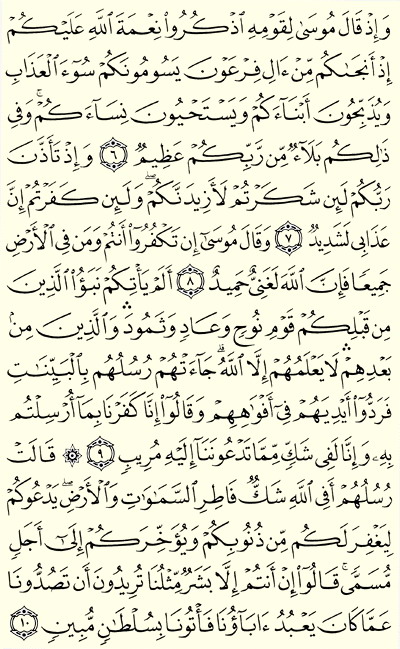 وَإِذۡ قَالَ مُوسَىٰ لِقَوۡمِهِ ٱذۡكُرُواْ نِعۡمَةَ ٱللَّهِ عَلَيۡكُمۡ
إِذۡ أَنجَىٰكُم مِّنۡ ءَالِ فِرۡعَوۡنَ يَسُومُونَكُمۡ سُوٓءَ ٱلۡعَذَابِ
وَيُذَبِّحُونَ أَبۡنَآءَكُمۡ وَيَسۡتَحۡيُونَ نِسَآءَكُمۡۚ وَفِي
ذَٰلِكُم بَلَآءٞ مِّن رَّبِّكُمۡ عَظِيمٞ ٦ وَإِذۡ تَأَذَّنَ
رَبُّكُمۡ لَئِن شَكَرۡتُمۡ لَأَزِيدَنَّكُمۡۖ وَلَئِن كَفَرۡتُمۡ إِنَّ
عَذَابِي لَشَدِيدٞ ٧ وَقَالَ مُوسَىٰٓ إِن تَكۡفُرُوٓاْ أَنتُمۡ وَمَن فِي ٱلۡأَرۡضِ
جَمِيعٗا فَإِنَّ ٱللَّهَ لَغَنِيٌّ حَمِيدٌ ٨ أَلَمۡ يَأۡتِكُمۡ نَبَؤُاْ ٱلَّذِينَ
مِن قَبۡلِكُمۡ قَوۡمِ نُوحٖ وَعَادٖ وَثَمُودَۛ وَٱلَّذِينَ مِنۢ
بَعۡدِهِمۡۛ لَا يَعۡلَمُهُمۡ إِلَّا ٱللَّهُۚ جَآءَتۡهُمۡ رُسُلُهُم بِٱلۡبَيِّنَٰتِ
فَرَدُّوٓاْ أَيۡدِيَهُمۡ فِيٓ أَفۡوَٰهِهِمۡ وَقَالُوٓاْ إِنَّا كَفَرۡنَا بِمَآ أُرۡسِلۡتُم
بِهِۦ وَإِنَّا لَفِي شَكّٖ مِّمَّا تَدۡعُونَنَآ إِلَيۡهِ مُرِيبٖ ٩ ۞ قَالَتۡ
رُسُلُهُمۡ أَفِي ٱللَّهِ شَكّٞ فَاطِرِ ٱلسَّمَٰوَٰتِ وَٱلۡأَرۡضِۖ يَدۡعُوكُمۡ
لِيَغۡفِرَ لَكُم مِّن ذُنُوبِكُمۡ وَيُؤَخِّرَكُمۡ إِلَىٰٓ أَجَلٖ
مُّسَمّٗىۚ قَالُوٓاْ إِنۡ أَنتُمۡ إِلَّا بَشَرٞ مِّثۡلُنَا تُرِيدُونَ أَن تَصُدُّونَا
عَمَّا كَانَ يَعۡبُدُ ءَابَآؤُنَا فَأۡتُونَا بِسُلۡطَٰنٖ مُّبِينٖ ١٠